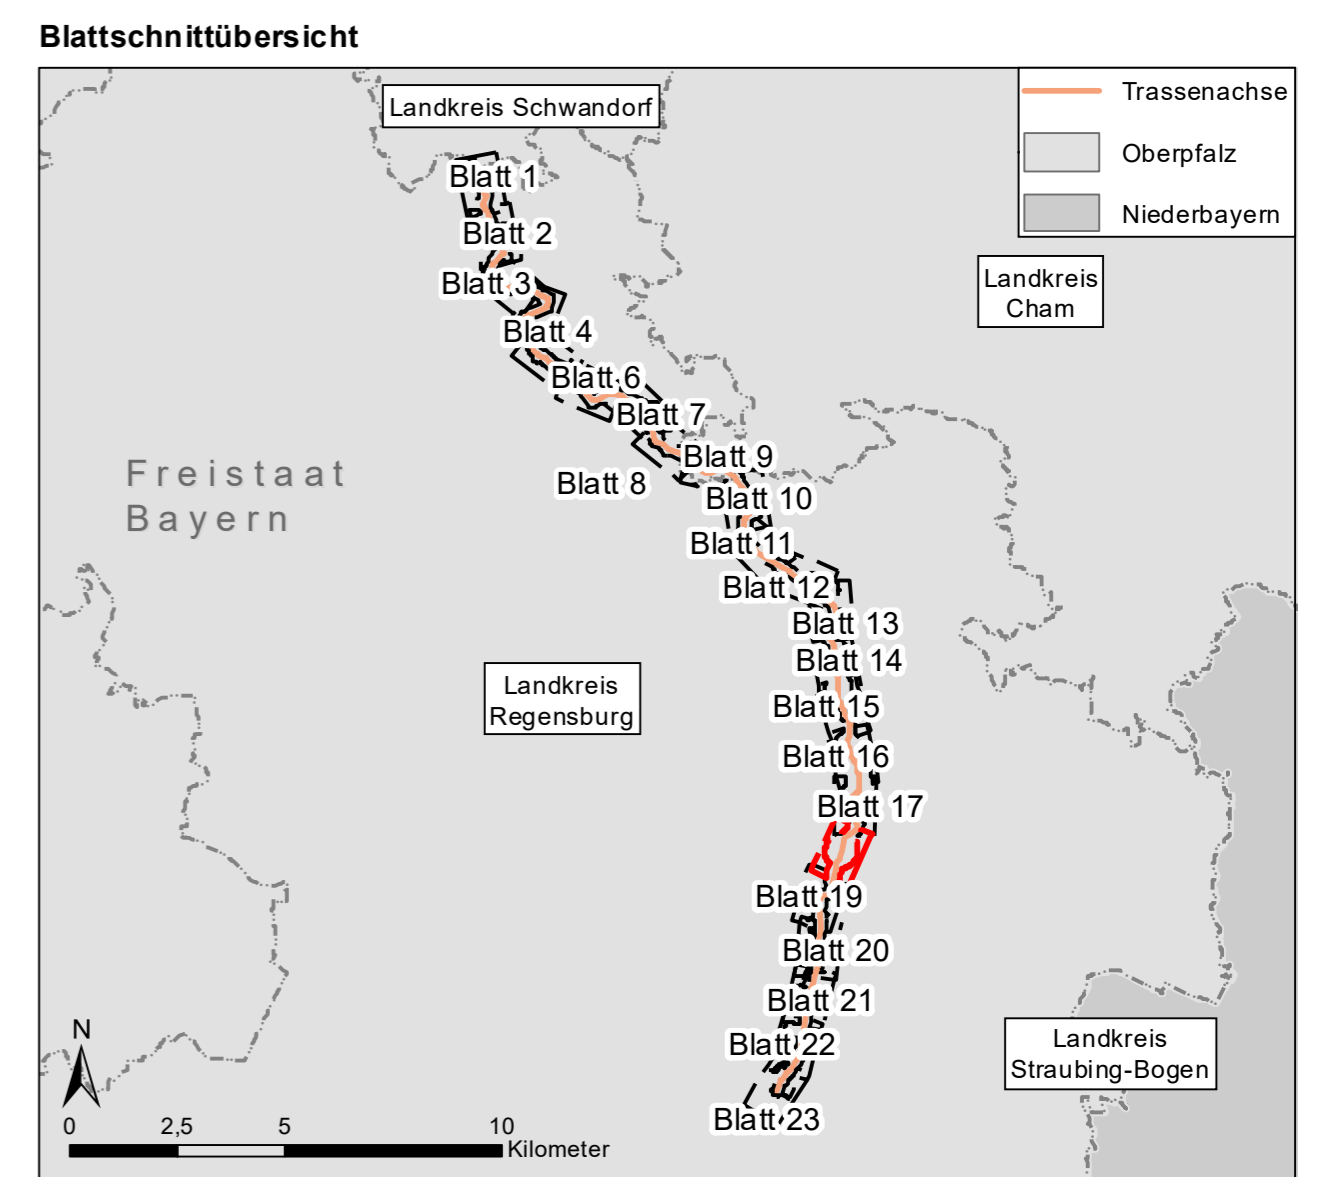 Blattschnittübersicht
Landkreis Schwandorf
Trassenachse
Oberpfalz
Niederbayern
Blatt 1
Blatt 2
Blatt 3
Landkreis
Cham
Blatt 4
Blatt 6
Blatt 7
Blatt 9
Blatt 8
Freistaat
Bayern
Blatt 10
Blatt 11
Blatt 12
Blatt 13
Blatt 14
Landkreis
Regensburg
Blatt 15
Blatt 16
Blatt 17
Blatt 19
Blatt 20
Blatt 21
Blatt 22
Landkreis
Straubing-Bogen
Blatt 23
N
0 2,5 5 10
Kilometer